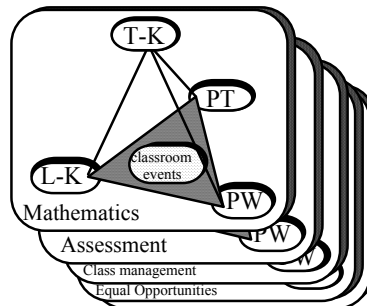 T-K
PT
classroom
events
L-K
PW
Mathematics
PW
Assessment
W
Class management
Equal Opportunities